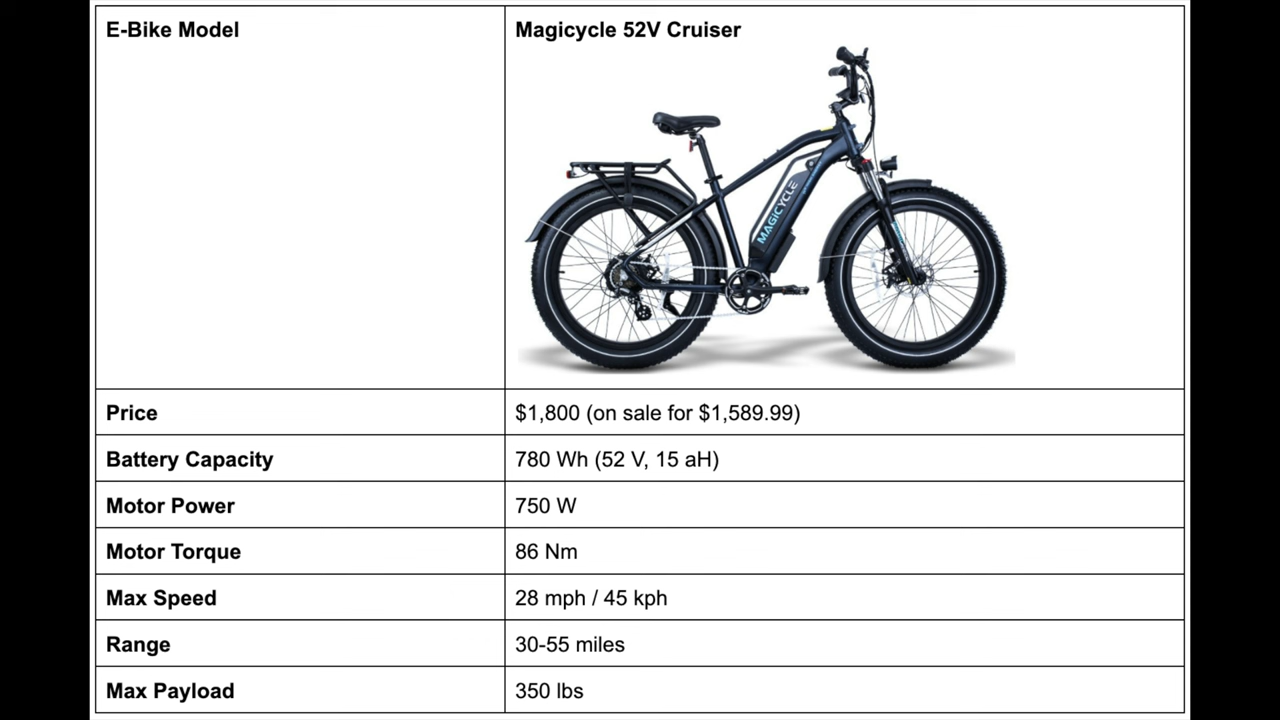 E-Bike Model
Magicycle 52V Cruiser
MAGICYCLE
Price
$1,800 (on sale for $1,589.99)
Battery Capacity
780 Wh (52 V, 15 aH)
Motor Power
750 W
Motor Torque
86 Nm
Max Speed
28 mph / 45 kph
Range
30-55 miles
Max Payload
350 lbs